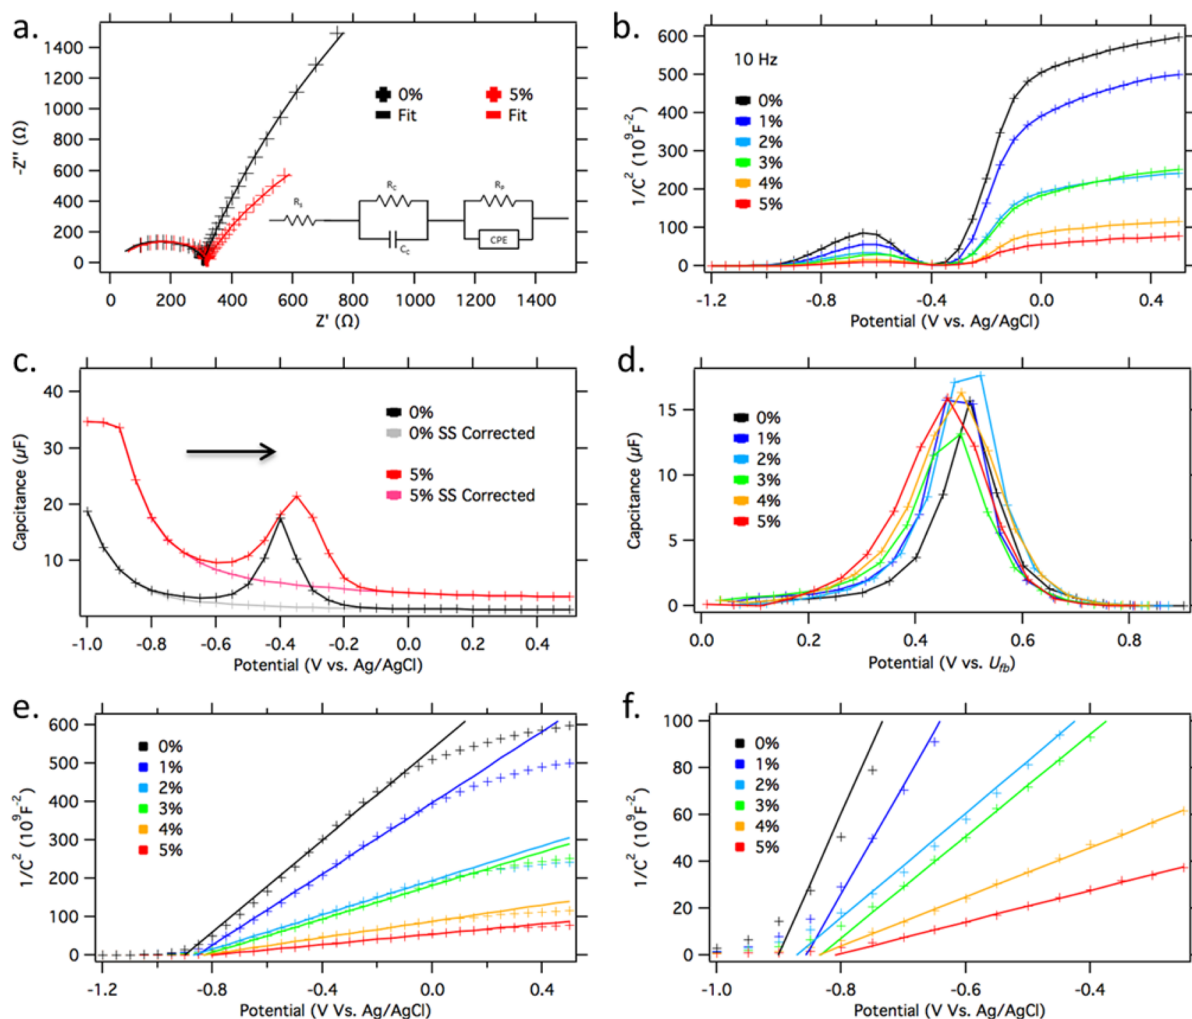 a.
-Z'' (Ω)
1400
1200
1000
800
600
400
200
0
0%
Fit
5%
Fit
Rs
Rc
Cc
RP
CPE
0 200 400 600 800 1000 1200 1400
Z' (Ω)
b.
1/C² (10⁹F⁻²)
600
500
400
300
200
100
0
10 Hz
0%
1%
2%
3%
4%
5%
-1.2 -0.8 -0.4 0.0 0.4
Potential (V vs. Ag/AgCl)
c.
Capcitance (µF)
40
30
20
10
0%
0% SS Corrected
5%
5% SS Corrected
-1.0 -0.8 -0.6 -0.4 -0.2 0.0 0.2 0.4
Potential (V vs. Ag/AgCl)
d.
Capcitance (µF)
15
10
5
0
0%
1%
2%
3%
4%
5%
0.0 0.2 0.4 0.6 0.8
Potential (V vs. Ufb)
e.
1/C² (10⁹F⁻²)
600
500
400
300
200
100
0
0%
1%
2%
3%
4%
5%
-1.2 -0.8 -0.4 0.0 0.4
Potential (V Vs. Ag/AgCl)
f.
1/C² (10⁹F⁻²)
100
80
60
40
20
0
0%
1%
2%
3%
4%
5%
-1.0 -0.8 -0.6 -0.4
Potential (V Vs. Ag/AgCl)